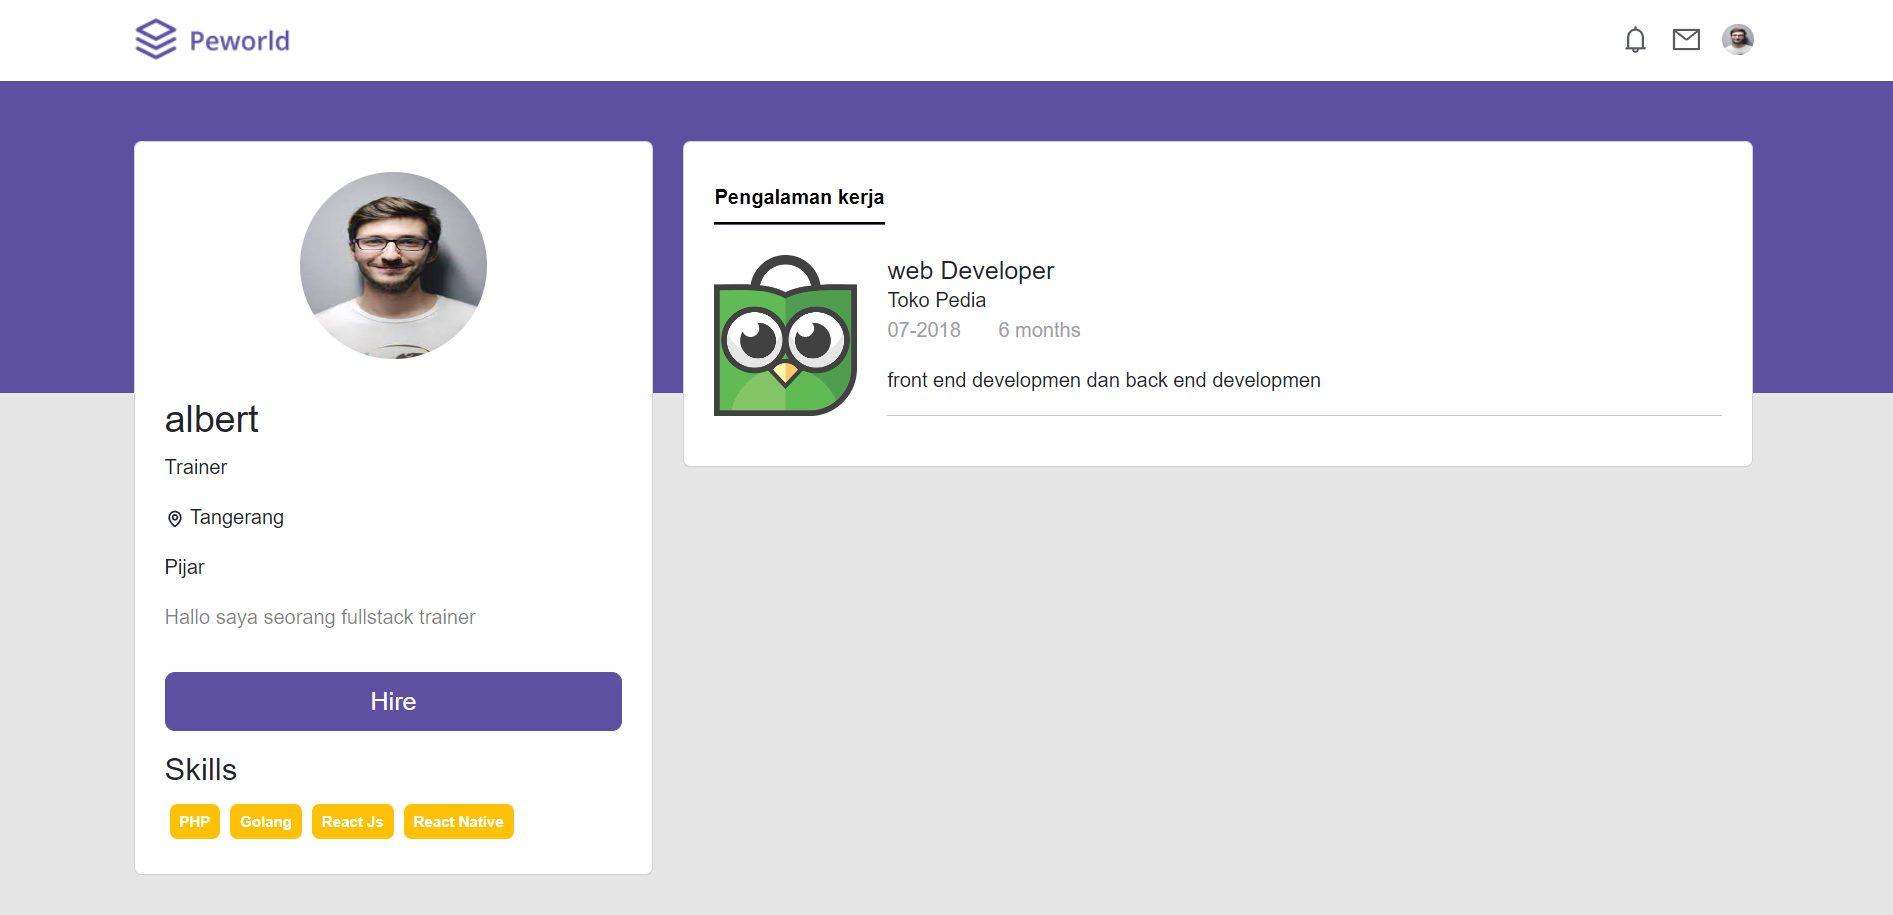 Peworld
albert
Trainer
Tangerang
Pijar
Hallo saya seorang fullstack trainer
Hire
Skills
PHP Golang React Js React Native
Pengalaman kerja
web Developer
Toko Pedia
07-2018 6 months
front end developmen dan back end developmen